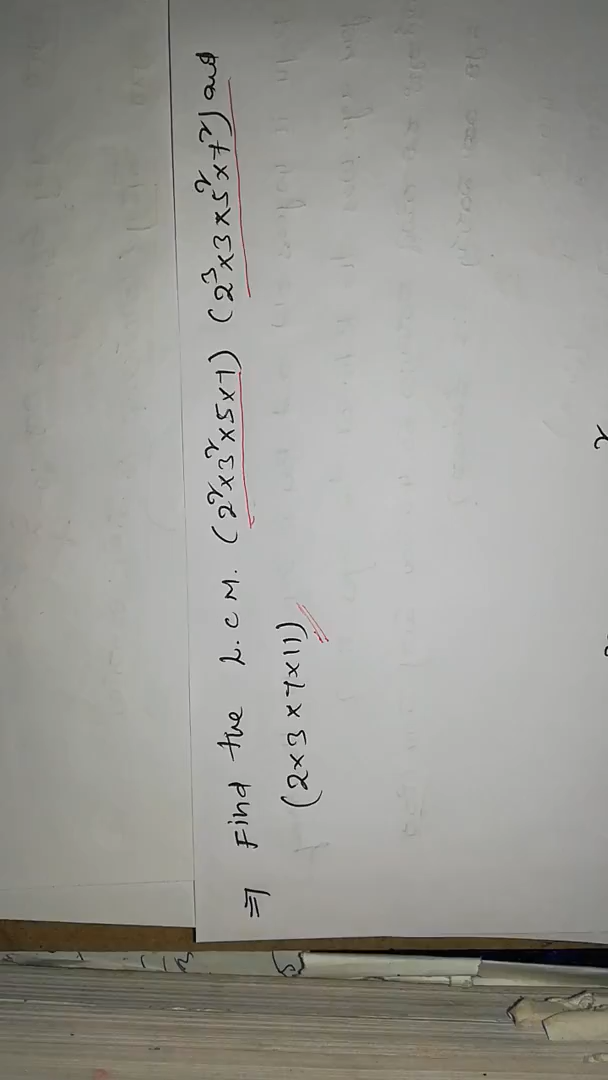 ⇒ Find the L.C.M. (2²×3²×5×7) (2³×3×5²×7²) and
(2×3×7×11)